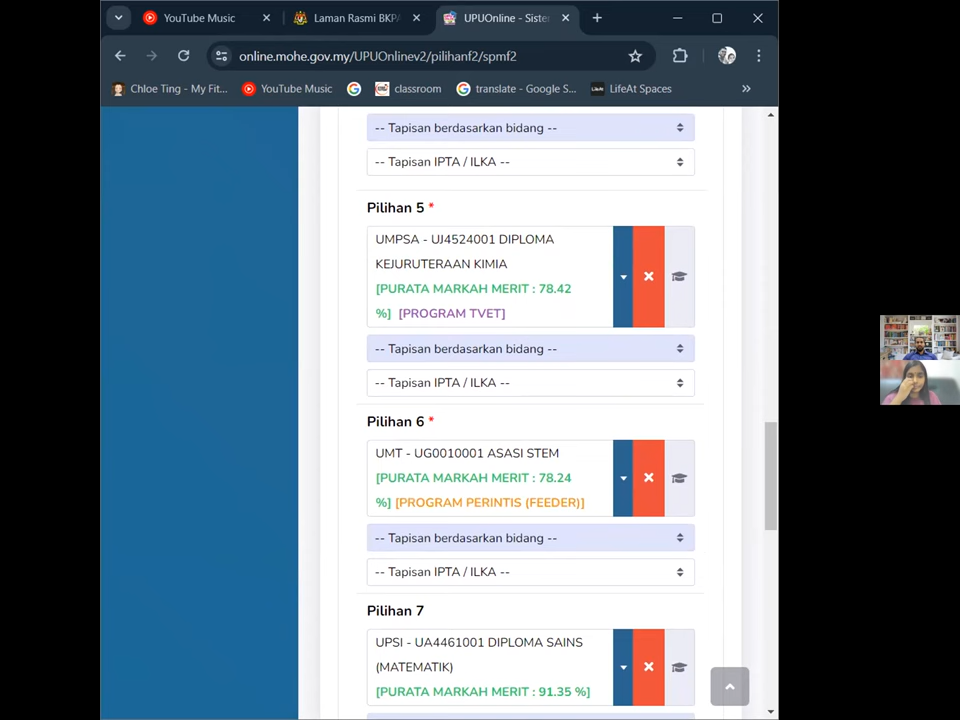 YouTube Music
Laman Rasmi BKPA
UPUOnline - Siste
online.mohe.gov.my/UPUOnlinev2/pilihanf2/spmf2
Chloe Ting - My Fit...
YouTube Music
classroom
translate - Google S...
LifeAt Spaces
-- Tapisan berdasarkan bidang --
-- Tapisan IPTA / ILKA --
Pilihan 5 *
UMPSA - UJ4524001 DIPLOMA
KEJURUTERAAN KIMIA
[PURATA MARKAH MERIT : 78.42
%] [PROGRAM TVET]
-- Tapisan berdasarkan bidang --
-- Tapisan IPTA / ILKA --
Pilihan 6 *
UMT - UG0010001 ASASI STEM
[PURATA MARKAH MERIT : 78.24
%] [PROGRAM PERINTIS (FEEDER)]
-- Tapisan berdasarkan bidang --
-- Tapisan IPTA / ILKA --
Pilihan 7
UPSI - UA4461001 DIPLOMA SAINS
(MATEMATIK)
[PURATA MARKAH MERIT : 91.35 %]